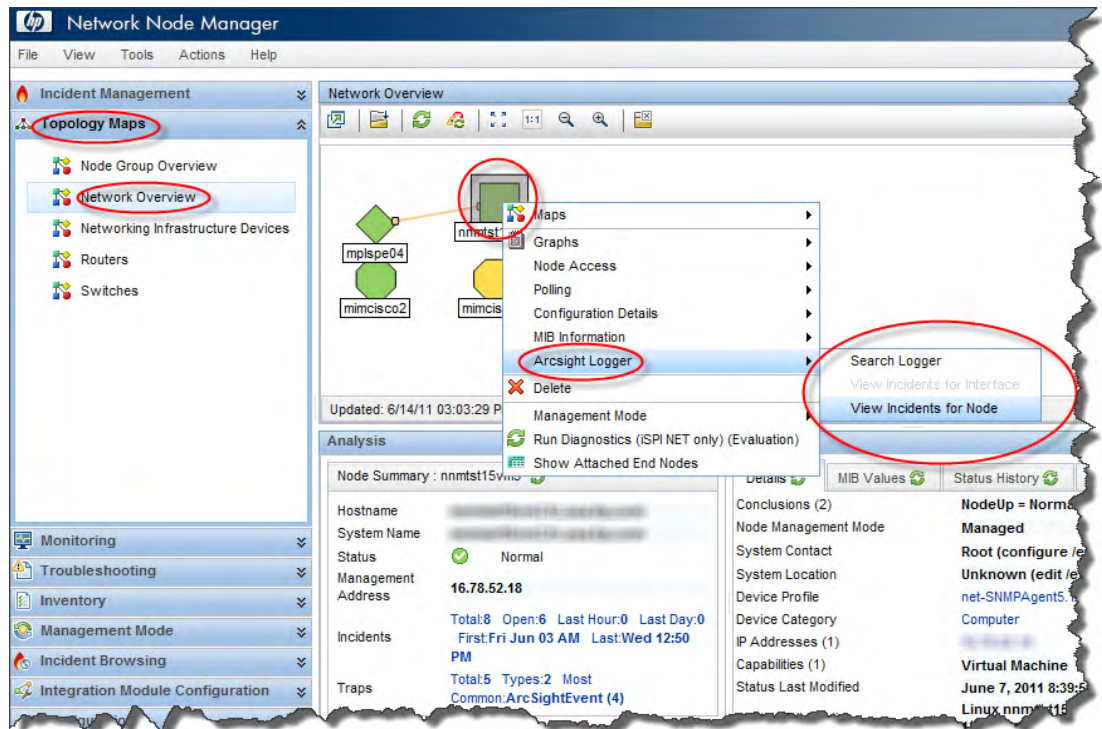 hp Network Node Manager
File View Tools Actions Help
Incident Management
Topology Maps
Node Group Overview
Network Overview
Networking Infrastructure Devices
Routers
Switches
Monitoring
Troubleshooting
Inventory
Management Mode
Incident Browsing
Integration Module Configuration
Network Overview
1:1
mplspe04
mimcisco2
Maps
Graphs
Node Access
Polling
Configuration Details
MIB Information
Arcsight Logger
Delete
Management Mode
Run Diagnostics (iSPI NET only) (Evaluation)
Show Attached End Nodes
Search Logger
View Incidents for Interface
View Incidents for Node
Updated: 6/14/11 03:03:29 P
Analysis
Node Summary :
Hostname
System Name
Status Normal
Management
Address 16.78.52.18
Incidents
Total:8 Open:6 Last Hour:0 Last Day:0
First:Fri Jun 03 AM Last:Wed 12:50
PM
Traps
Total:5 Types:2 Most
Common:ArcSightEvent (4)
Details MIB Values Status History
Conclusions (2) NodeUp =
Node Management Mode Managed
System Contact Root (configure
System Location Unknown (edit
Device Profile
Device Category Computer
IP Addresses (1)
Capabilities (1) Virtual Machine
Status Last Modified June 7, 2011
Linux